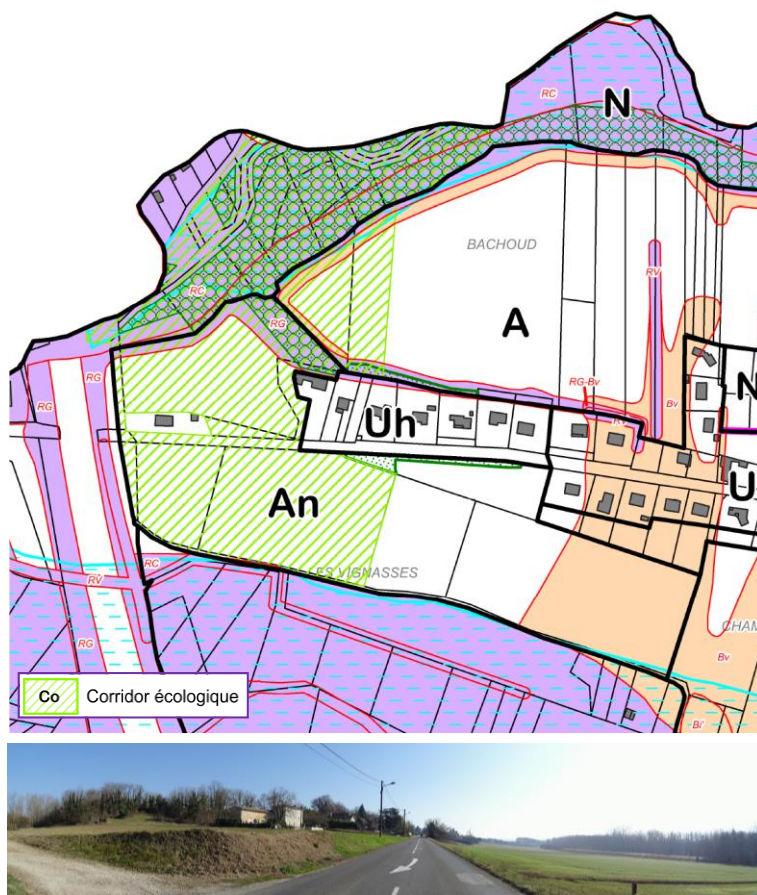 RC
N
BACHOUD
RC
RV
RG
RG
A
RG-Bv
RG
Bv
N
Uh
U
An
LES VIGNASSES
RC
RV
RG
CHAM
Bv
Bi'
Co Corridor écologique